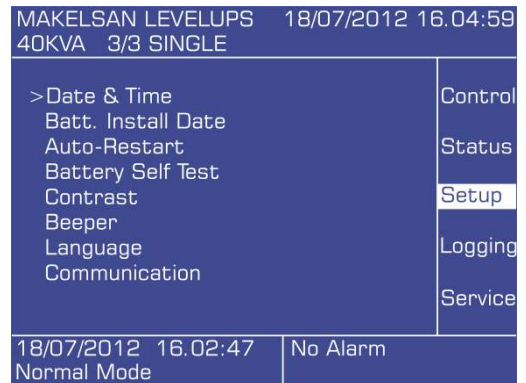 MAKELSAN LEVELUPS 18/07/2012 16.04:59
40KVA 3/3 SINGLE
>Date & Time
Batt. Install Date
Auto-Restart
Battery Self Test
Contrast
Beeper
Language
Communication
Control
Status
Setup
Logging
Service
18/07/2012 16.02:47
Normal Mode
No Alarm